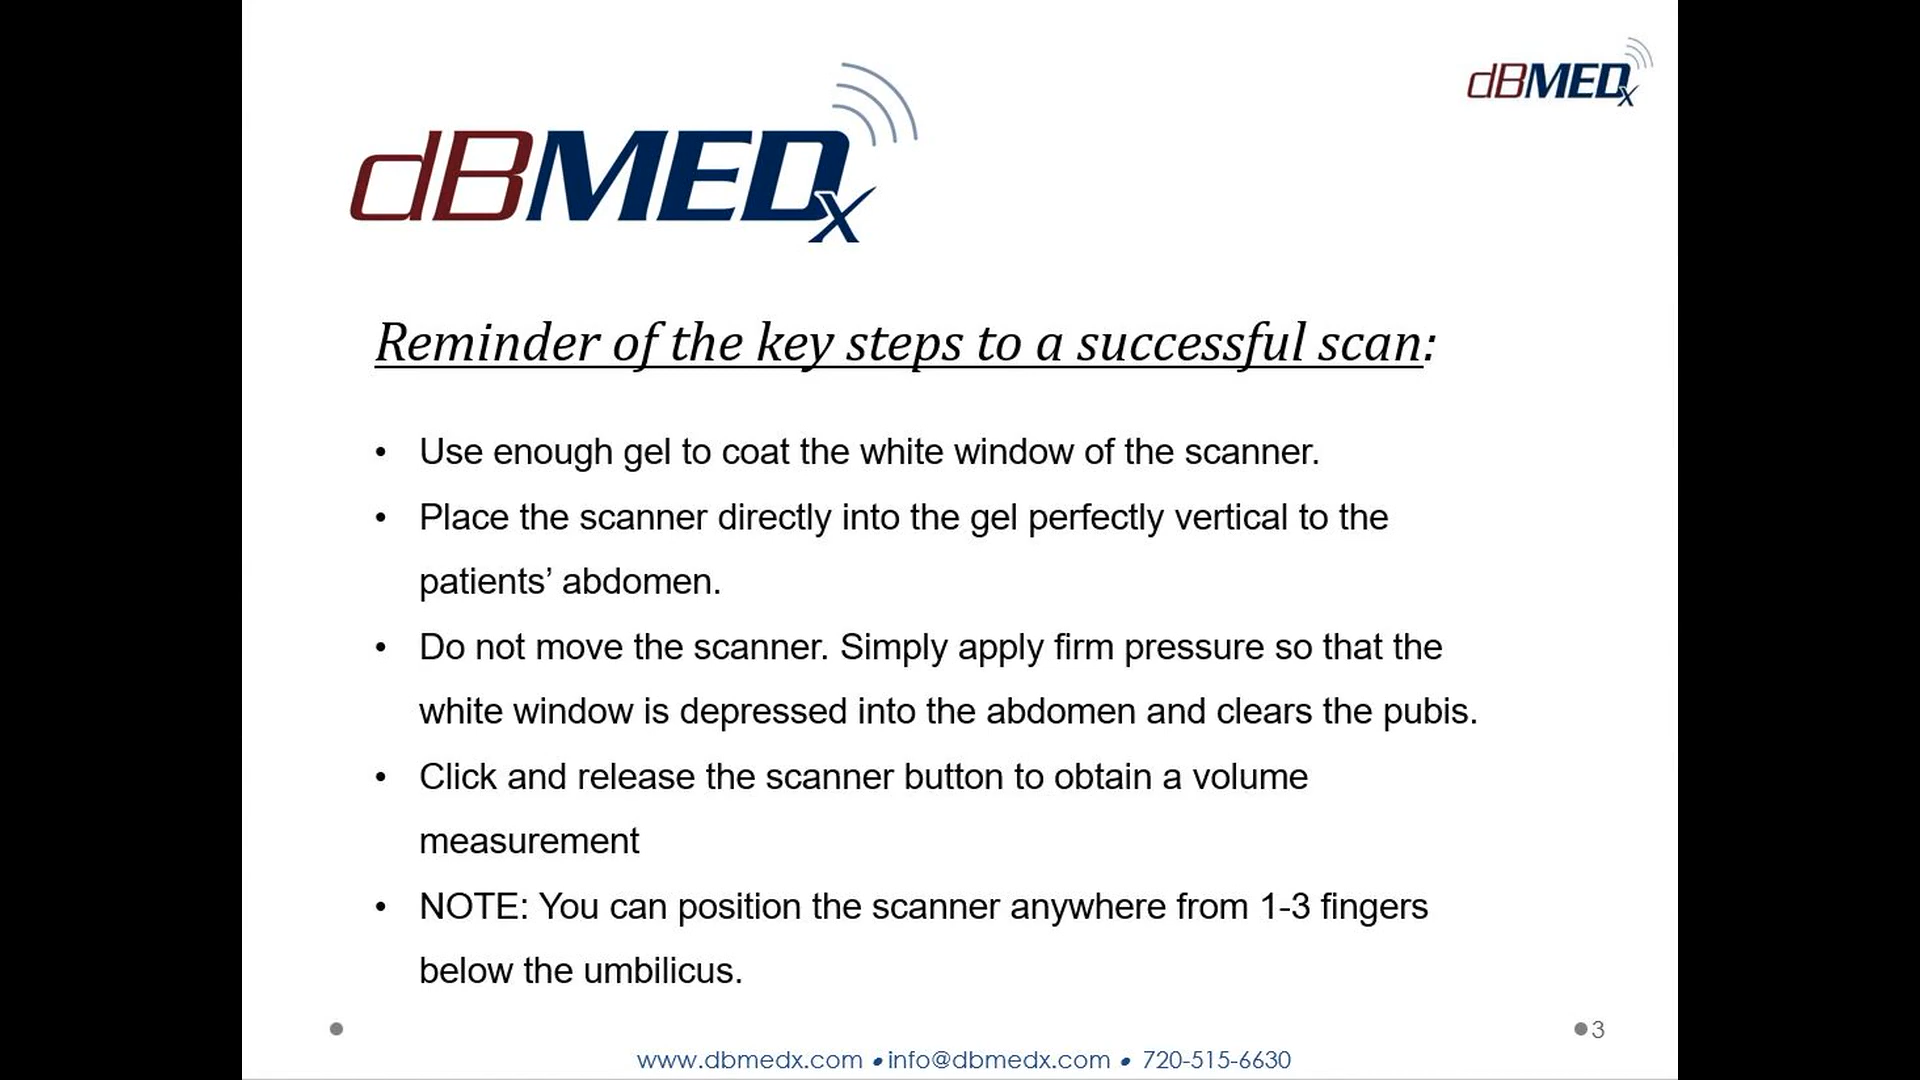 dBMEDx
dBMEDx
Reminder of the key steps to a successful scan:
• Use enough gel to coat the white window of the scanner.
• Place the scanner directly into the gel perfectly vertical to the
patients’ abdomen.
• Do not move the scanner. Simply apply firm pressure so that the
white window is depressed into the abdomen and clears the pubis.
• Click and release the scanner button to obtain a volume
measurement
• NOTE: You can position the scanner anywhere from 1-3 fingers
below the umbilicus.
3
www.dbmedx.com • info@dbmedx.com • 720-515-6630